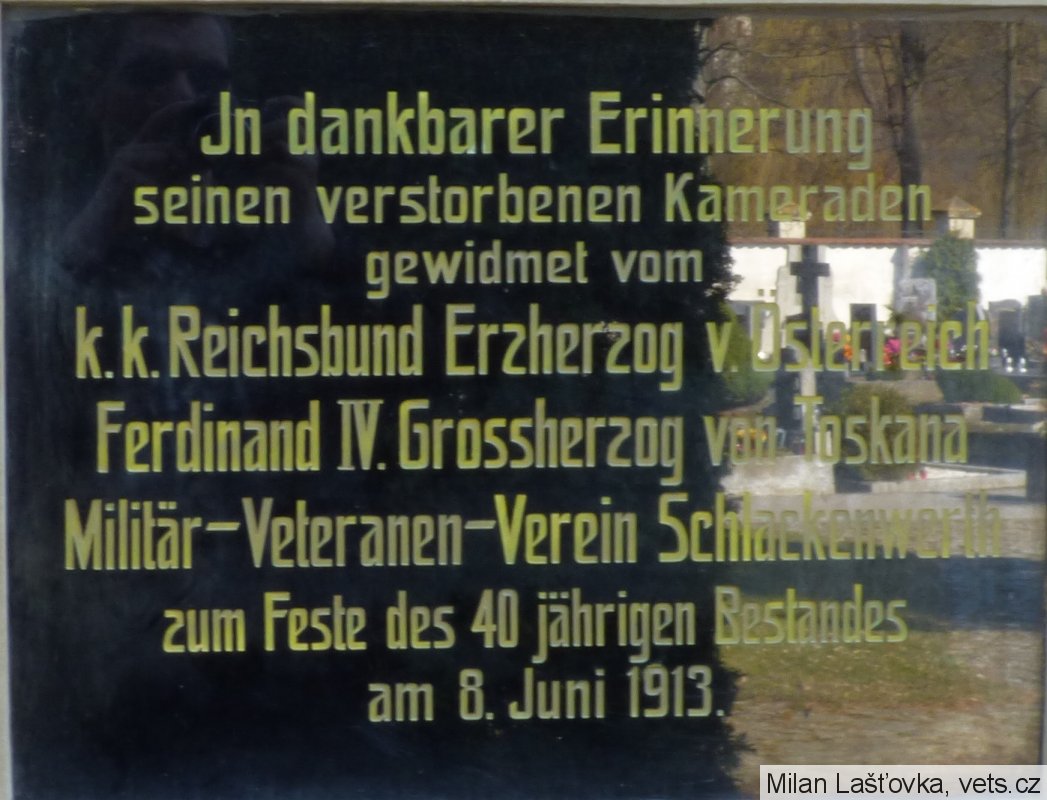 Jn dankbarer Erinnerung
seinen verstorbenen Kameraden
gewidmet vom
k. k. Reichsbund Erzherzog v. Österreich
Ferdinand IV. Grossherzog von Toskana
Militär-Veteranen-Verein Schlackenwerth
zum Feste des 40 jährigen Bestandes
am 8. Juni 1913.
Milan Lašťovka, vets.cz